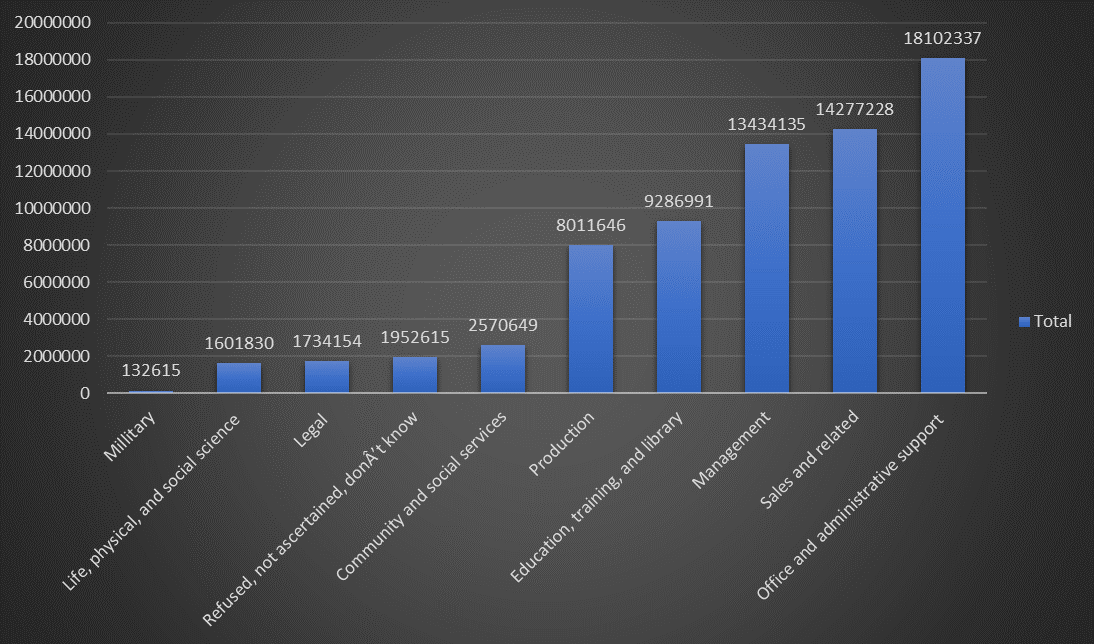 20000000
18000000
16000000
14000000
12000000
10000000
8000000
6000000
4000000
2000000
0
132615
1601830
1734154
1952615
2570649
8011646
9286991
13434135
14277228
18102337
Millitary
Life, physical, and social science
Legal
Refused, not ascertained, donÂ’t know
Community and social services
Production
Education, training, and library
Management
Sales and related
Office and administrative support
Total